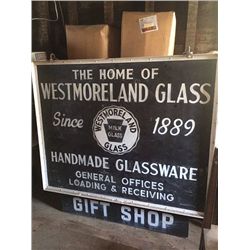 THE HOME OF
WESTMORELAND GLASS
Since 1889
WESTMORELAND
MILK
GLASS
GLASS
HANDMADE GLASSWARE
GENERAL OFFICES
LOADING & RECEIVING
GIFT SHOP